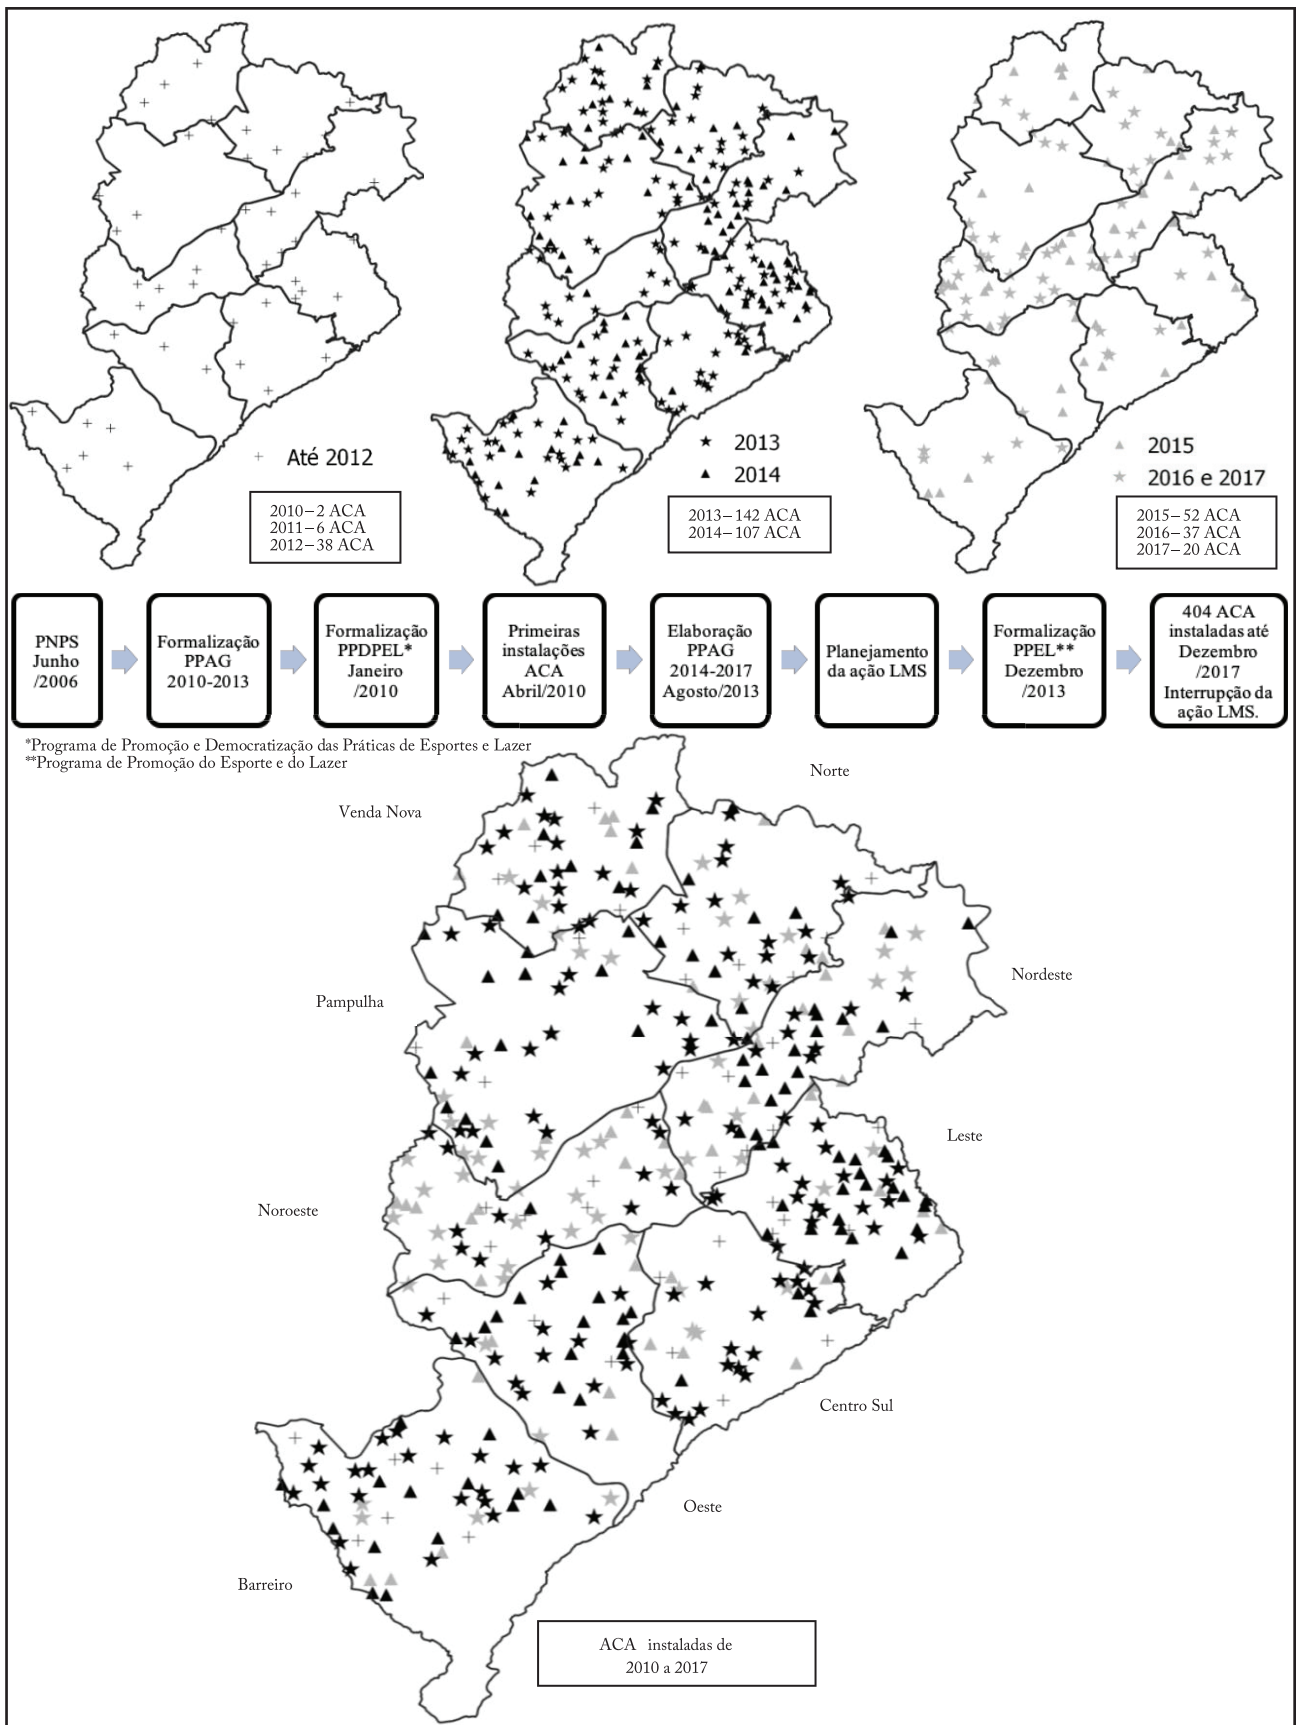 Até 2012
2010–2 ACA
2011–6 ACA
2012–38 ACA
2013
2014
2013–142 ACA
2014–107 ACA
2015
2016 e 2017
2015–52 ACA
2016–37 ACA
2017–20 ACA
PNPS
Junho
/2006
Formalização
PPAG
2010-2013
Formalização
PPDPEL*
Janeiro
/2010
Primeiras
instalações
ACA
Abril/2010
Elaboração
PPAG
2014-2017
Agosto/2013
Planejamento
da ação LMS
Formalização
PPEL**
Dezembro
/2013
404 ACA
instaladas até
Dezembro
/2017
Interrupção da
ação LMS.
*Programa de Promoção e Democratização das Práticas de Esportes e Lazer
**Programa de Promoção do Esporte e do Lazer
Norte
Venda Nova
Nordeste
Pampulha
Leste
Noroeste
Centro Sul
Oeste
Barreiro
ACA instaladas de
2010 a 2017